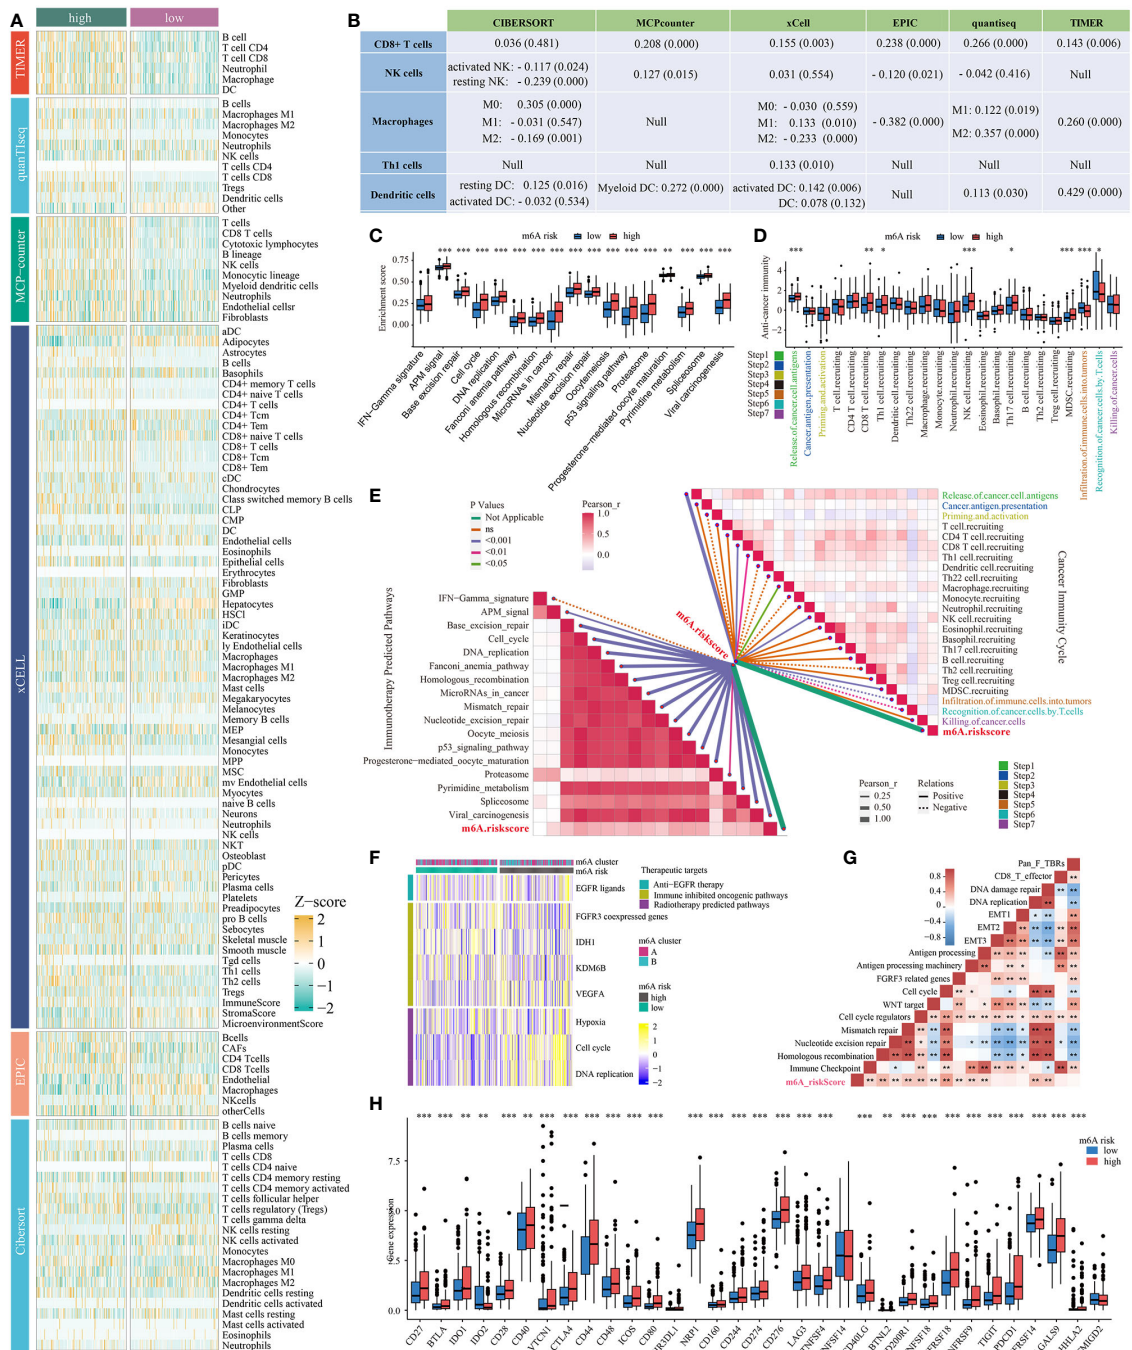 A
high
low
TIMER
B cell
T cell CD4
T cell CD8
Neutrophil
Macrophage
DC
quanTIseq
B cells
Macrophages M1
Macrophages M2
Monocytes
Neutrophils
NK cells
T cells CD4
T cells CD8
Tregs
Dendritic cells
Other
MCP-counter
T cells
CD8 T cells
Cytotoxic lymphocytes
B lineage
NK cells
Monocytic lineage
Myeloid dendritic cells
Neutrophils
Endothelial cellsr
Fibroblasts
xCELL
aDC
Adipocytes
Astrocytes
B cells
Basophils
CD4+ memory T cells
CD4+ naive T cells
CD4+ T cells
CD4+ Tcm
CD4+ Tem
CD8+ naive T cells
CD8+ T cells
CD8+ Tcm
CD8+ Tem
cDC
Chondrocytes
Class switched memory B cells
CLP
CMP
DC
Endothelial cells
Eosinophils
Epithelial cells
Erythrocytes
Fibroblasts
GMP
Hepatocytes
HSCl
iDC
Keratinocytes
ly Endothelial cells
Macrophages
Macrophages M1
Macrophages M2
Mast cells
Megakaryocytes
Melanocytes
Memory B cells
MEP
Mesangial cells
Monocytes
MPP
MSC
mv Endothelial cells
Myocytes
naive B cells
Neurons
Neutrophils
NK cells
NKT
Osteoblast
pDC
Pericytes
Plasma cells
Platelets
Preadipocytes
pro B cells
Sebocytes
Skeletal muscle
Smooth muscle
Tgd cells
Th1 cells
Th2 cells
Tregs
ImmuneScore
StromaScore
MicroenvironmentScore
Z-score
2
1
0
−1
−2
EPIC
Bcells
CAFs
CD4 Tcells
CD8 Tcells
Endothelial
Macrophages
NKcells
otherCells
Cibersort
B cells naive
B cells memory
Plasma cells
T cells CD8
T cells CD4 naive
T cells CD4 memory resting
T cells CD4 memory activated
T cells follicular helper
T cells regulatory (Tregs)
T cells gamma delta
NK cells resting
NK cells activated
Monocytes
Macrophages M0
Macrophages M1
Macrophages M2
Dendritic cells resting
Dendritic cells activated
Mast cells resting
Mast cells activated
Eosinophils
Neutrophils
B
CIBERSORT MCPcounter xCell EPIC quantiseq TIMER
CD8+ T cells 0.036 (0.481) 0.208 (0.000) 0.155 (0.003) 0.238 (0.000) 0.266 (0.000) 0.143 (0.006)
NK cells activated NK: - 0.117 (0.024) resting NK: - 0.239 (0.000) 0.127 (0.015) 0.031 (0.554) - 0.120 (0.021) - 0.042 (0.416) Null
Macrophages M0: 0.305 (0.000) M1: - 0.031 (0.547) M2: - 0.169 (0.001) Null M0: - 0.030 (0.559) M1: 0.133 (0.010) M2: - 0.233 (0.000) - 0.382 (0.000) M1: 0.122 (0.019) M2: 0.357 (0.000) 0.260 (0.000)
Th1 cells Null Null 0.133 (0.010) Null Null Null
Dendritic cells resting DC: 0.125 (0.016) activated DC: - 0.032 (0.534) Myeloid DC: 0.272 (0.000) activated DC: 0.142 (0.006) DC: 0.078 (0.132) Null 0.113 (0.030) 0.429 (0.000)
C
m6A risk low high
Enrichment score
0.75
0.50
0.25
0.00
IFN-Gamma signature
APM signal
Base excision repair
Cell cycle
DNA replication
Fanconi anemia pathway
Homologous recombination
MicroRNAs in cancer
Mismatch repair
Nucleotide excision repair
Oocytemeiosis
p53 signaling pathway
Proteasome
Progesterone-mediated oocyte maturation
Pyrimidine metabolism
Spliceosome
Viral carcinogenesis
D
m6A risk low high
Anti-cancer immunity
4
2
0
−2
Step1
Step2
Step3
Step4
Step5
Step6
Step7
Release.of.cancer.cell.antigens
Cancer.antigen.presentation
Priming.and.activation
T cell.recruiting
CD4 T cell.recruiting
CD8 T cell.recruiting
Th1 cell.recruiting
Dendritic cell.recruiting
Th22 cell.recruiting
Macrophage.recruiting
Monocyte.recruiting
Neutrophil.recruiting
NK cell.recruiting
Eosinophil.recruiting
Basophil.recruiting
Th17 cell.recruiting
B cell.recruiting
Th2 cell.recruiting
Treg cell.recruiting
MDSC.recruiting
Infiltration.of.immune.cells.into.tumors
Recognition.of.cancer.cells.by.T.cells
Killing.of.cancer.cells
E
P Values
Not Applicable
ns
<0.001
<0.01
<0.05
Pearson_r
1.0
0.5
0.0
Immunotherapy Predicted Pathways
IFN−Gamma_signature
APM_signal
Base_excision_repair
Cell_cycle
DNA_replication
Fanconi_anemia_pathway
Homologous_recombination
MicroRNAs_in_cancer
Mismatch_repair
Nucleotide_excision_repair
Oocyte_meiosis
p53_signaling_pathway
Progesterone−mediated_oocyte_maturation
Proteasome
Pyrimidine_metabolism
Spliceosome
Viral_carcinogenesis
m6A.riskscore
m6A.riskscore
Release.of.cancer.cell.antigens
Cancer.antigen.presentation
Priming.and.activation
T cell.recruiting
CD4 T cell.recruiting
CD8 T cell.recruiting
Th1 cell.recruiting
Dendritic cell.recruiting
Th22 cell.recruiting
Macrophage.recruiting
Monocyte.recruiting
Neutrophil.recruiting
NK cell.recruiting
Eosinophil.recruiting
Basophil.recruiting
Th17 cell.recruiting
B cell.recruiting
Th2 cell.recruiting
Treg cell.recruiting
MDSC.recruiting
Infiltration.of.immune.cells.into.tumors
Recognition.of.cancer.cells.by.T.cells
Killing.of.cancer.cells
m6A.riskscore
Canceer Immunity Cycle
Pearson_r
0.25
0.50
1.00
Relations
Positive
Negative
Step1
Step2
Step3
Step4
Step5
Step6
Step7
F
m6A cluster
m6A risk
EGFR ligands
FGFR3 coexpressed genes
IDH1
KDM6B
VEGFA
Hypoxia
Cell cycle
DNA replication
Therapeutic targets
Anti−EGFR therapy
Immune inhibited oncogenic pathways
Radiotherapy predicted pathways
m6A cluster
A
B
m6A risk
high
low
2
1
0
−1
−2
G
0.8
0.4
0
−0.4
−0.8
Pan_F_TBRs
CD8_T_effector
DNA damage repair
DNA replication
EMT1
EMT2
EMT3
Antigen processing
Antigen processing machinery
FGRF3 related genes
Cell cycle
WNT target
Cell cycle regulators
Mismatch repair
Nucleotide excision repair
Homologous recombination
Immune Checkpoint
m6A_riskScore
H
m6A risk
low
high
Gene expression
7.5
5.0
2.5
0.0
CD27
BTLA
IDO1
IDO2
CD28
CD40
VTCN1
CTLA4
CD44
CD48
ICOS
CD80
NRP1
CD160
CD244
CD274
CD276
LAG3
TNFSF4
TNFSF14
CD40LG
BTNL2
CD200R1
TIGIT
PDCD1
HHLA2
TMIGD2